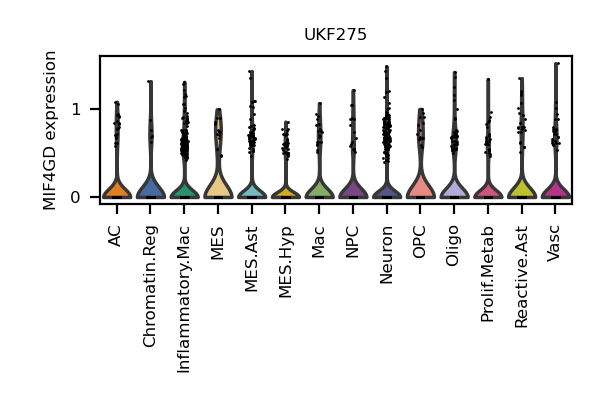 UKF275
MIF4GD expression
1
0
AC
Chromatin.Reg
Inflammatory.Mac
MES
MES.Ast
MES.Hyp
Mac
NPC
Neuron
OPC
Oligo
Prolif.Metab
Reactive.Ast
Vasc